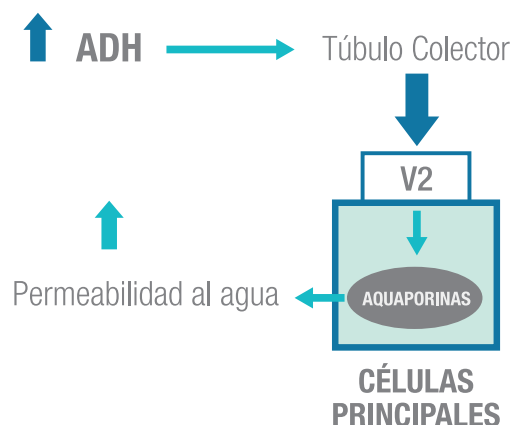 ADH
Túbulo Colector
V2
AQUAPORINAS
Permeabilidad al agua
CÉLULAS
PRINCIPALES